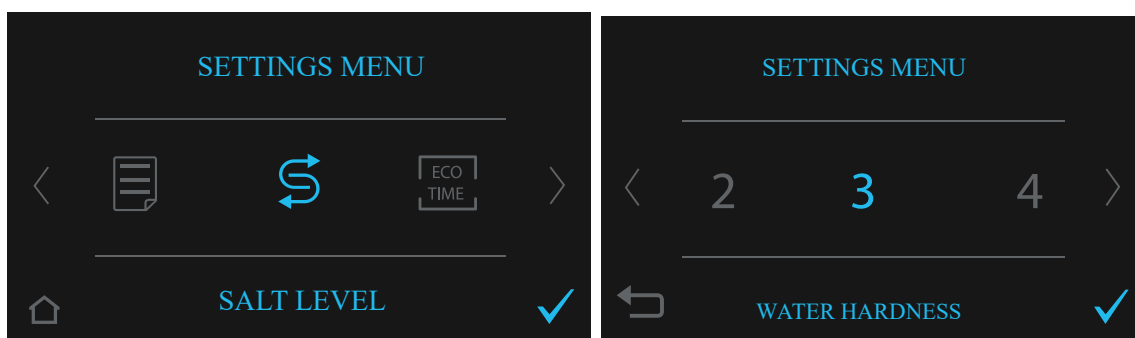 SETTINGS MENU
ECO
TIME
SALT LEVEL
SETTINGS MENU
2 3 4
WATER HARDNESS